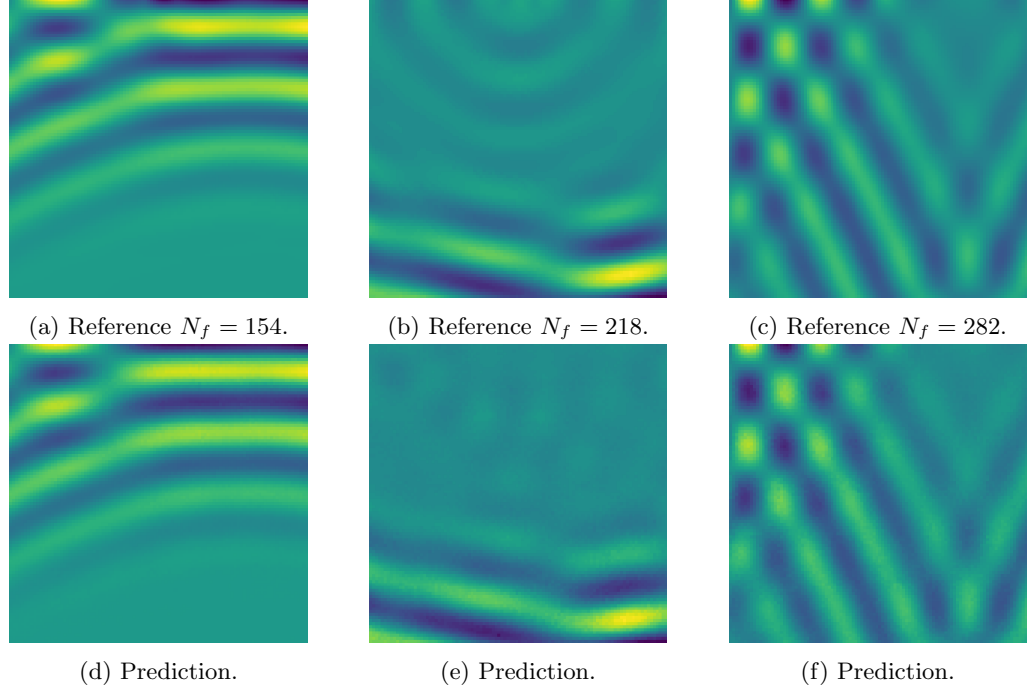 (a) Reference $N_f = 154$.
(b) Reference $N_f = 218$.
(c) Reference $N_f = 282$.
(d) Prediction.
(e) Prediction.
(f) Prediction.